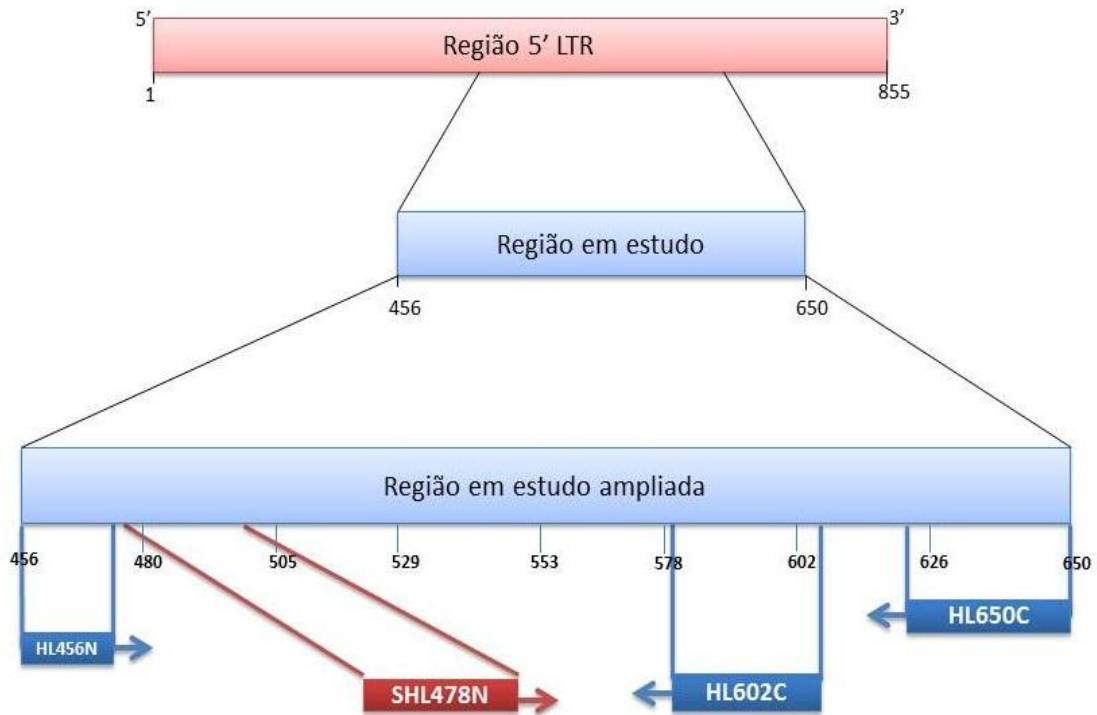 5’ 3’
Região 5’ LTR
1 855
Região em estudo
456 650
Região em estudo ampliada
456 480 505 529 553 578 602 626 650
HL456N
SHL478N
HL602C
HL650C